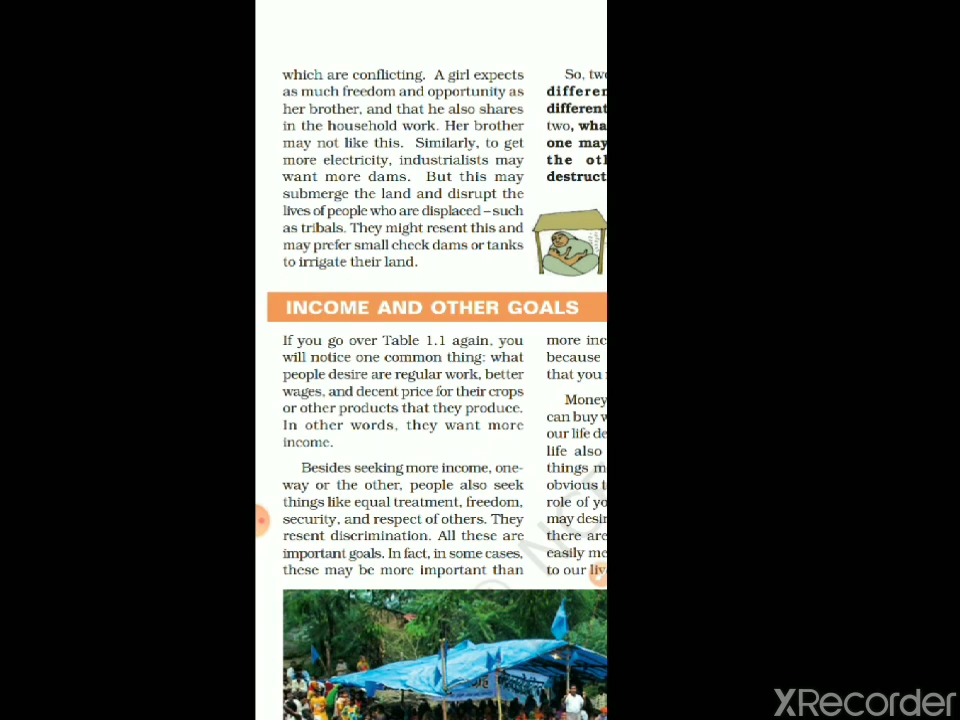 which are conflicting. A girl expects
as much freedom and opportunity as
her brother, and that he also shares
in the household work. Her brother
may not like this. Similarly, to get
more electricity, industrialists may
want more dams. But this may
submerge the land and disrupt the
lives of people who are displaced – such
as tribals. They might resent this and
may prefer small check dams or tanks
to irrigate their land.
So, two
different
two, wha
one may
destruct
INCOME AND OTHER GOALS
If you go over Table 1.1 again, you
will notice one common thing: what
people desire are regular work, better
wages, and decent price for their crops
or other products that they produce.
In other words, they want more
income.
Besides seeking more income, one-
way or the other, people also seek
things like equal treatment, freedom,
security, and respect of others. They
resent discrimination. All these are
important goals. In fact, in some cases,
these may be more important than
more inc
because
that you
Money
can buy w
our life de
life also
things m
obvious t
role of yo
may desir
there are
easily me
to our liv
XRecorder